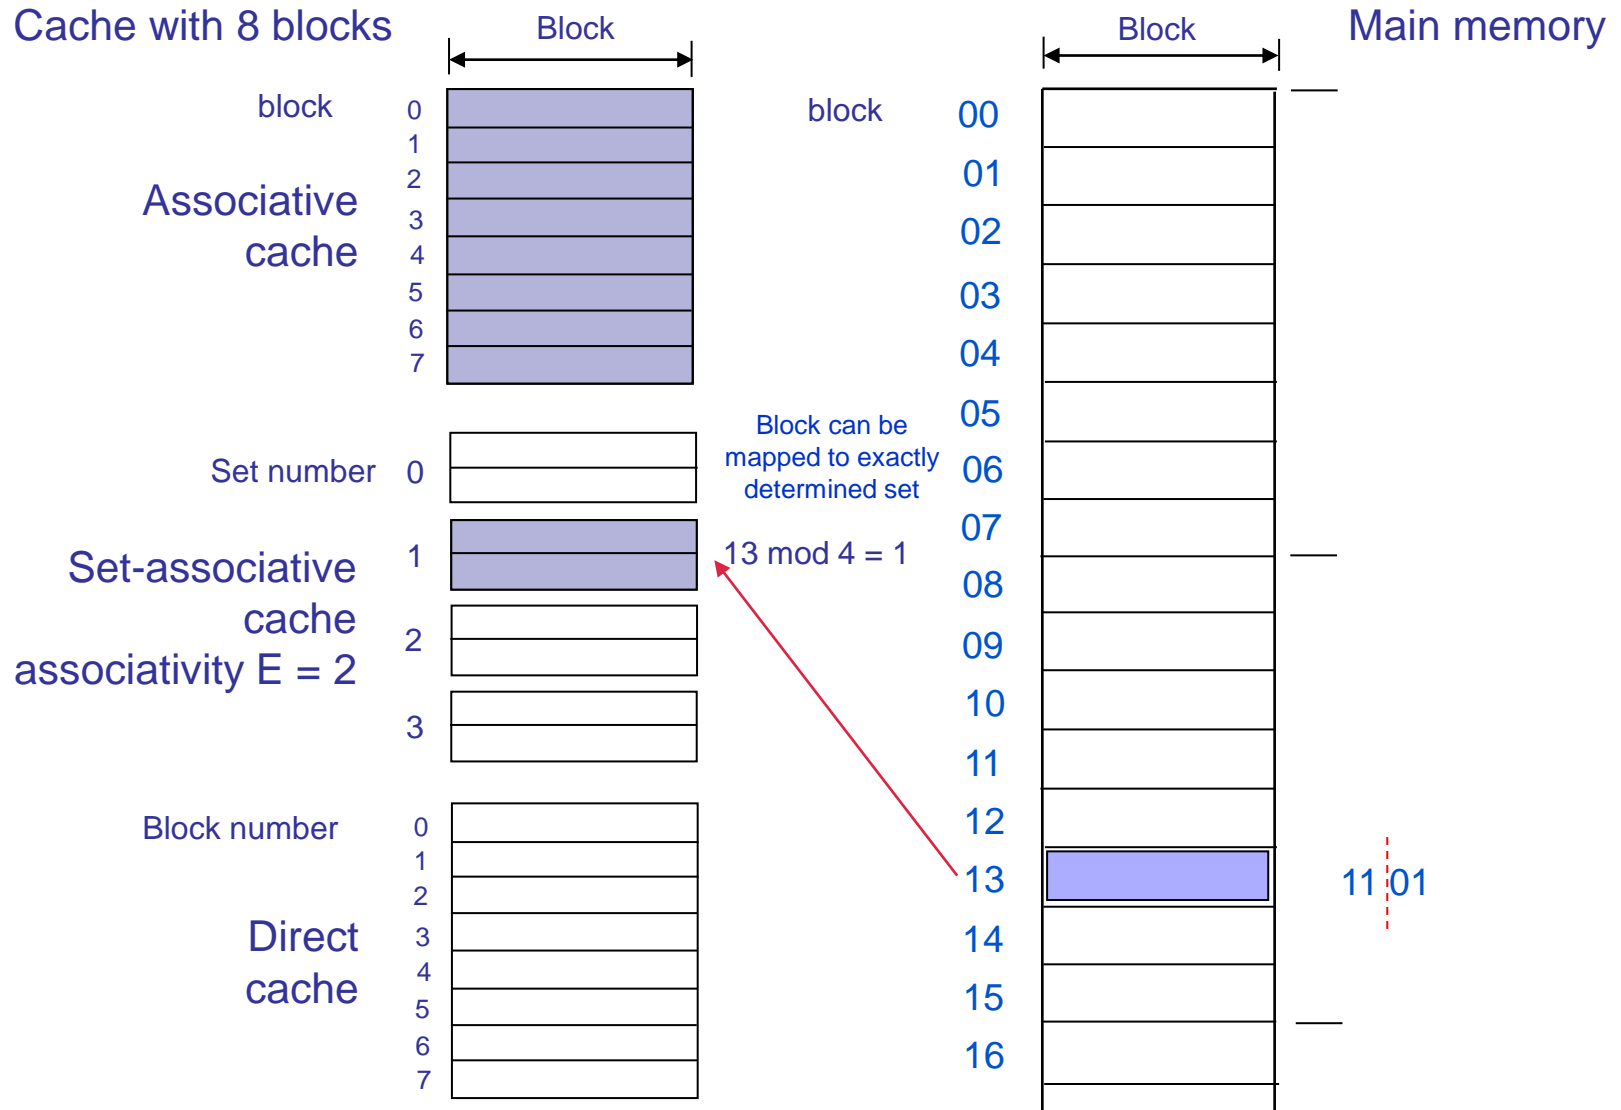 Cache with 8 blocks
Block
Block
Main memory
block
0
1
2
3
4
5
6
7
Associative
cache
Set number
0
1
2
3
Set-associative
cache
associativity E = 2
Block can be
mapped to exactly
determined set
13 mod 4 = 1
Block number
0
1
2
3
4
5
6
7
Direct
cache
block
00
01
02
03
04
05
06
07
08
09
10
11
12
13
14
15
16
11 01